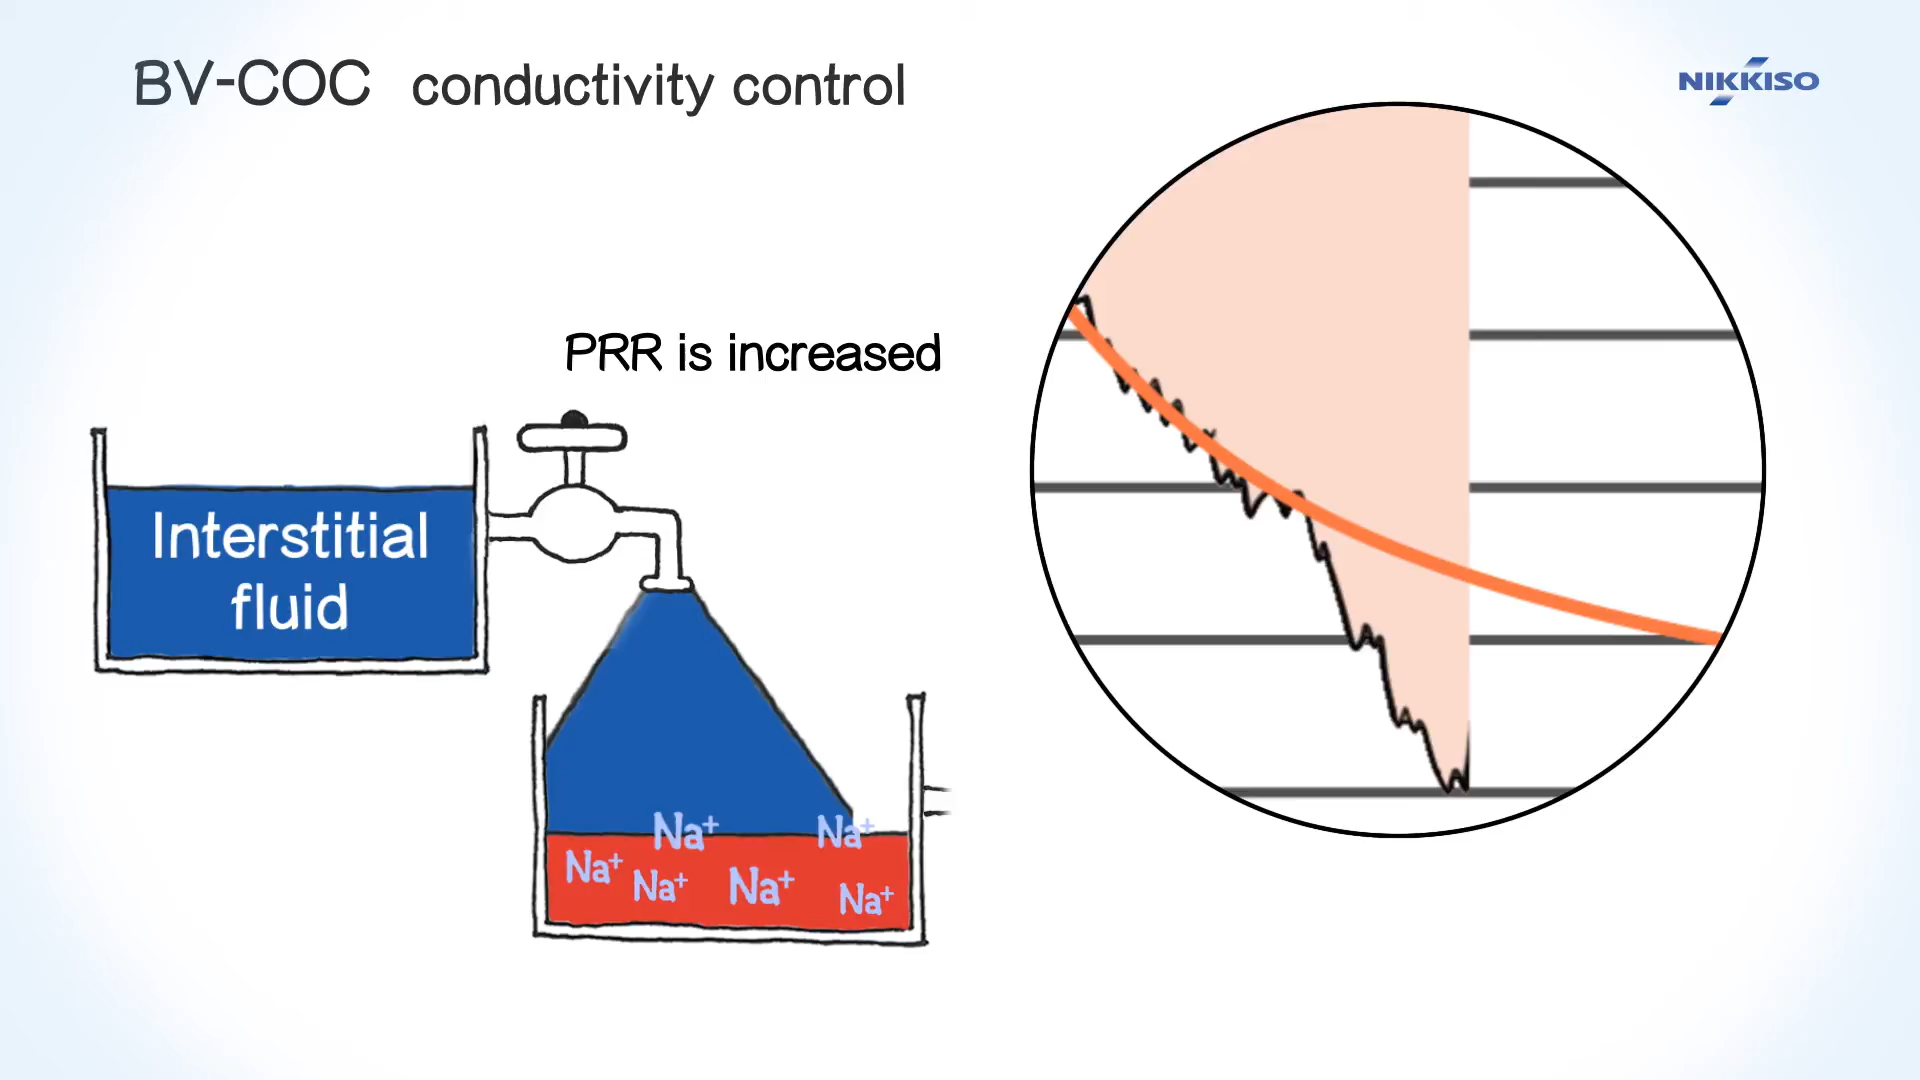 BV-COC conductivity control
NIKKISO
PRR is increased
Interstitial
fluid
Na⁺ Na⁺
Na⁺ Na⁺ Na⁺ Na⁺